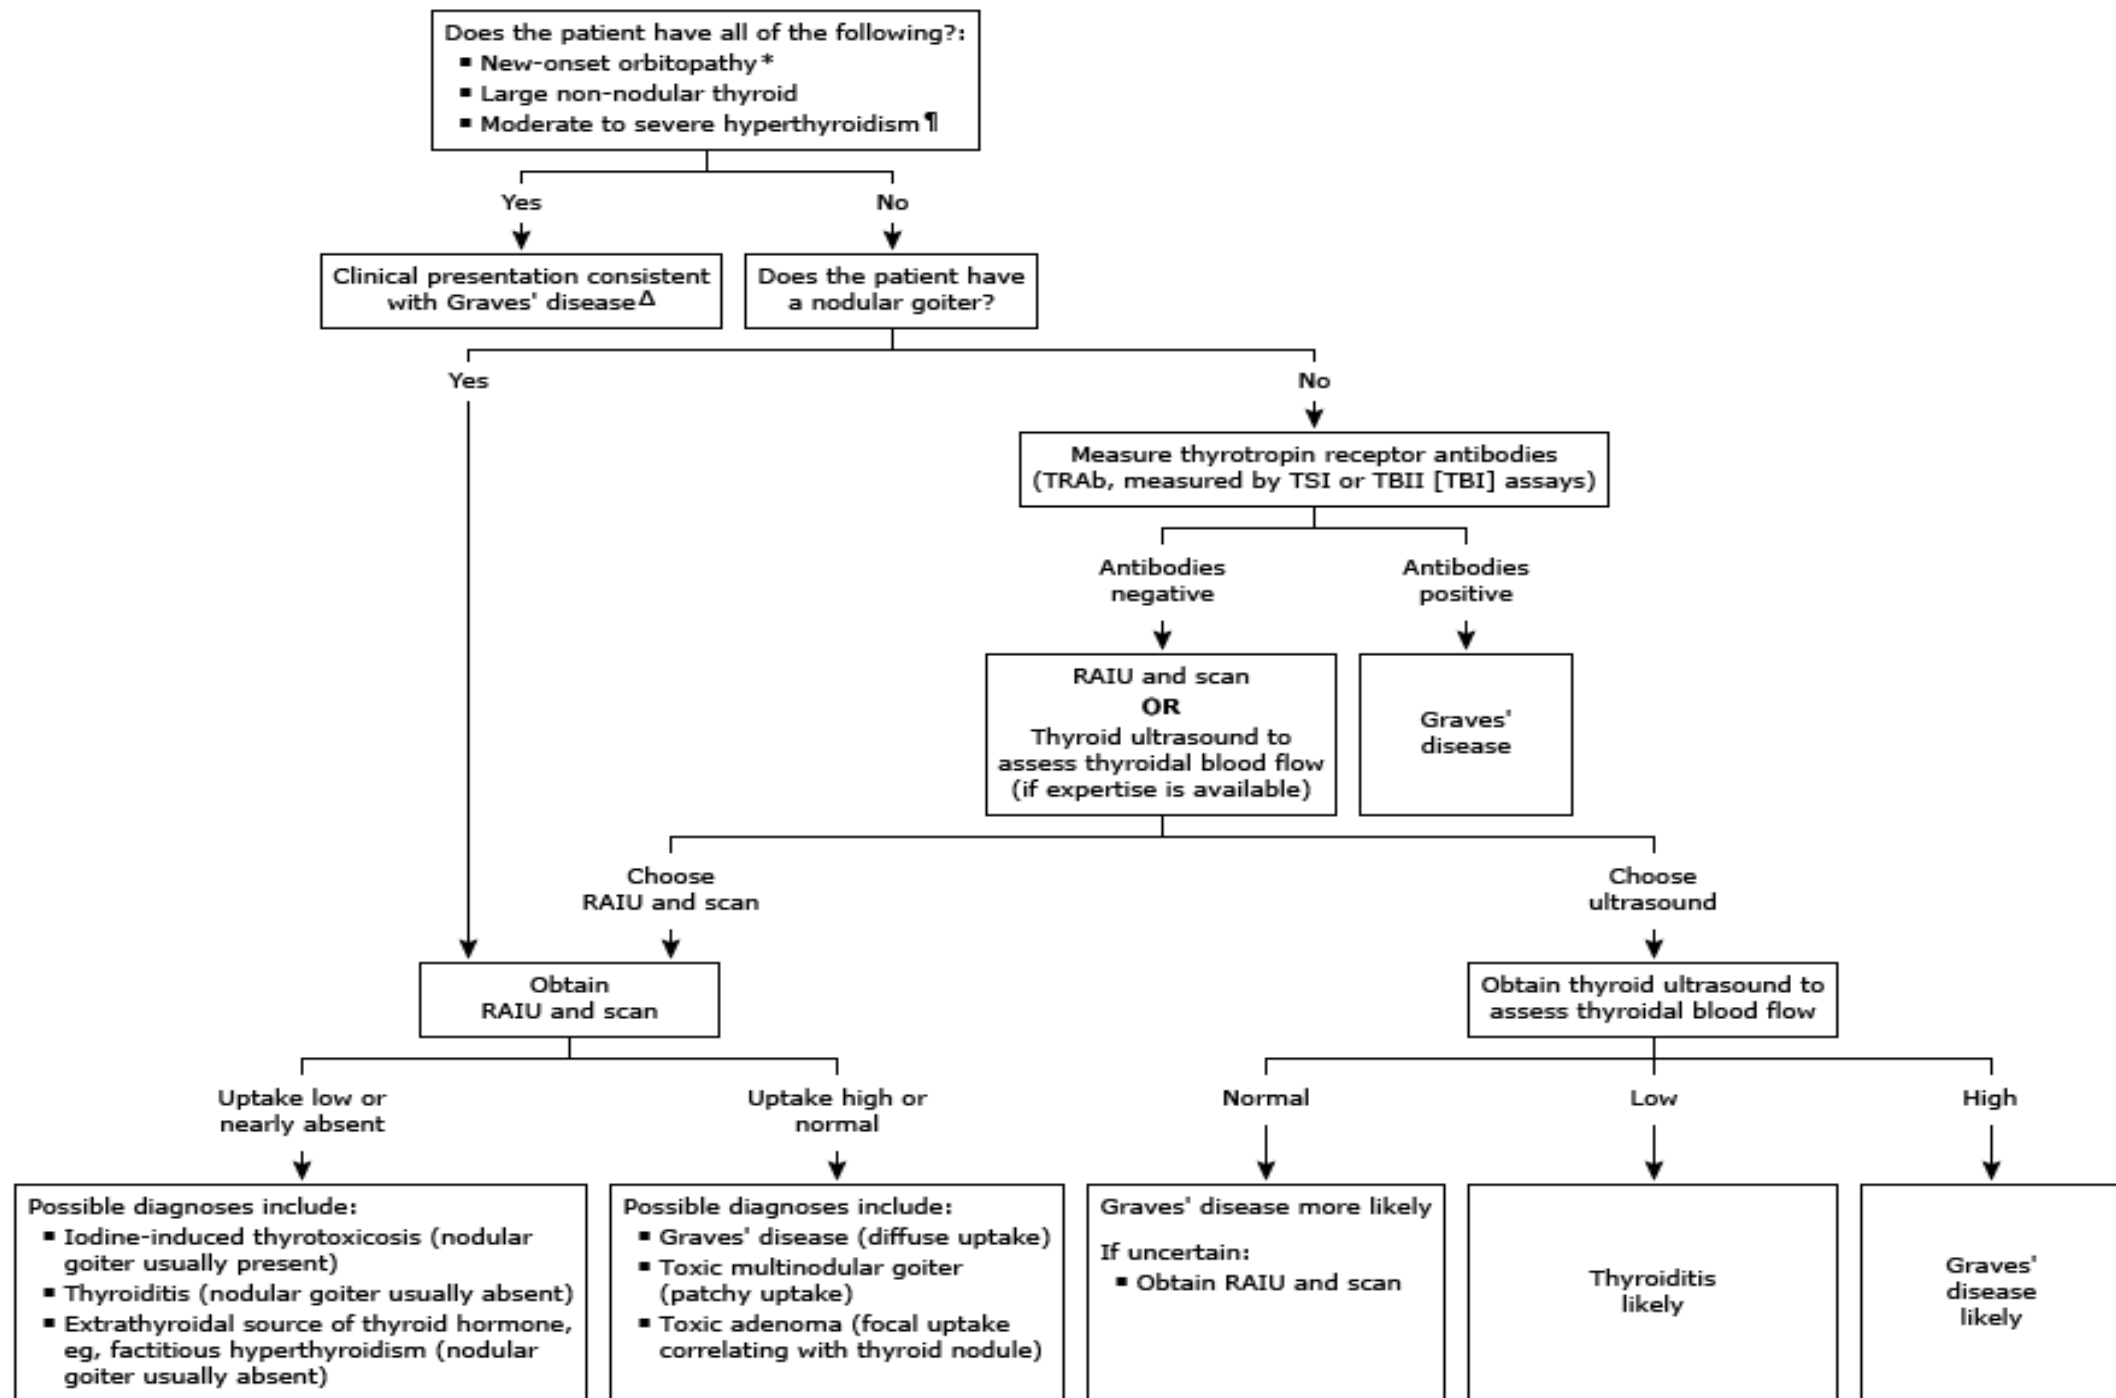 Does the patient have all of the following?:
▪ New-onset orbitopathy*
▪ Large non-nodular thyroid
▪ Moderate to severe hyperthyroidism¶
Yes
No
Clinical presentation consistent
with Graves' diseaseΔ
Does the patient have
a nodular goiter?
Yes
No
Measure thyrotropin receptor antibodies
(TRAb, measured by TSI or TBII [TBI] assays)
Antibodies
negative
Antibodies
positive
RAIU and scan
OR
Thyroid ultrasound to
assess thyroidal blood flow
(if expertise is available)
Graves'
disease
Choose
RAIU and scan
Choose
ultrasound
Obtain
RAIU and scan
Obtain thyroid ultrasound to
assess thyroidal blood flow
Uptake low or
nearly absent
Uptake high or
normal
Normal
Low
High
Possible diagnoses include:
▪ Iodine-induced thyrotoxicosis (nodular
goiter usually present)
▪ Thyroiditis (nodular goiter usually absent)
▪ Extrathyroidal source of thyroid hormone,
eg, factitious hyperthyroidism (nodular
goiter usually absent)
Possible diagnoses include:
▪ Graves' disease (diffuse uptake)
▪ Toxic multinodular goiter
(patchy uptake)
▪ Toxic adenoma (focal uptake
correlating with thyroid nodule)
Graves' disease more likely
If uncertain:
▪ Obtain RAIU and scan
Thyroiditis
likely
Graves'
disease
likely